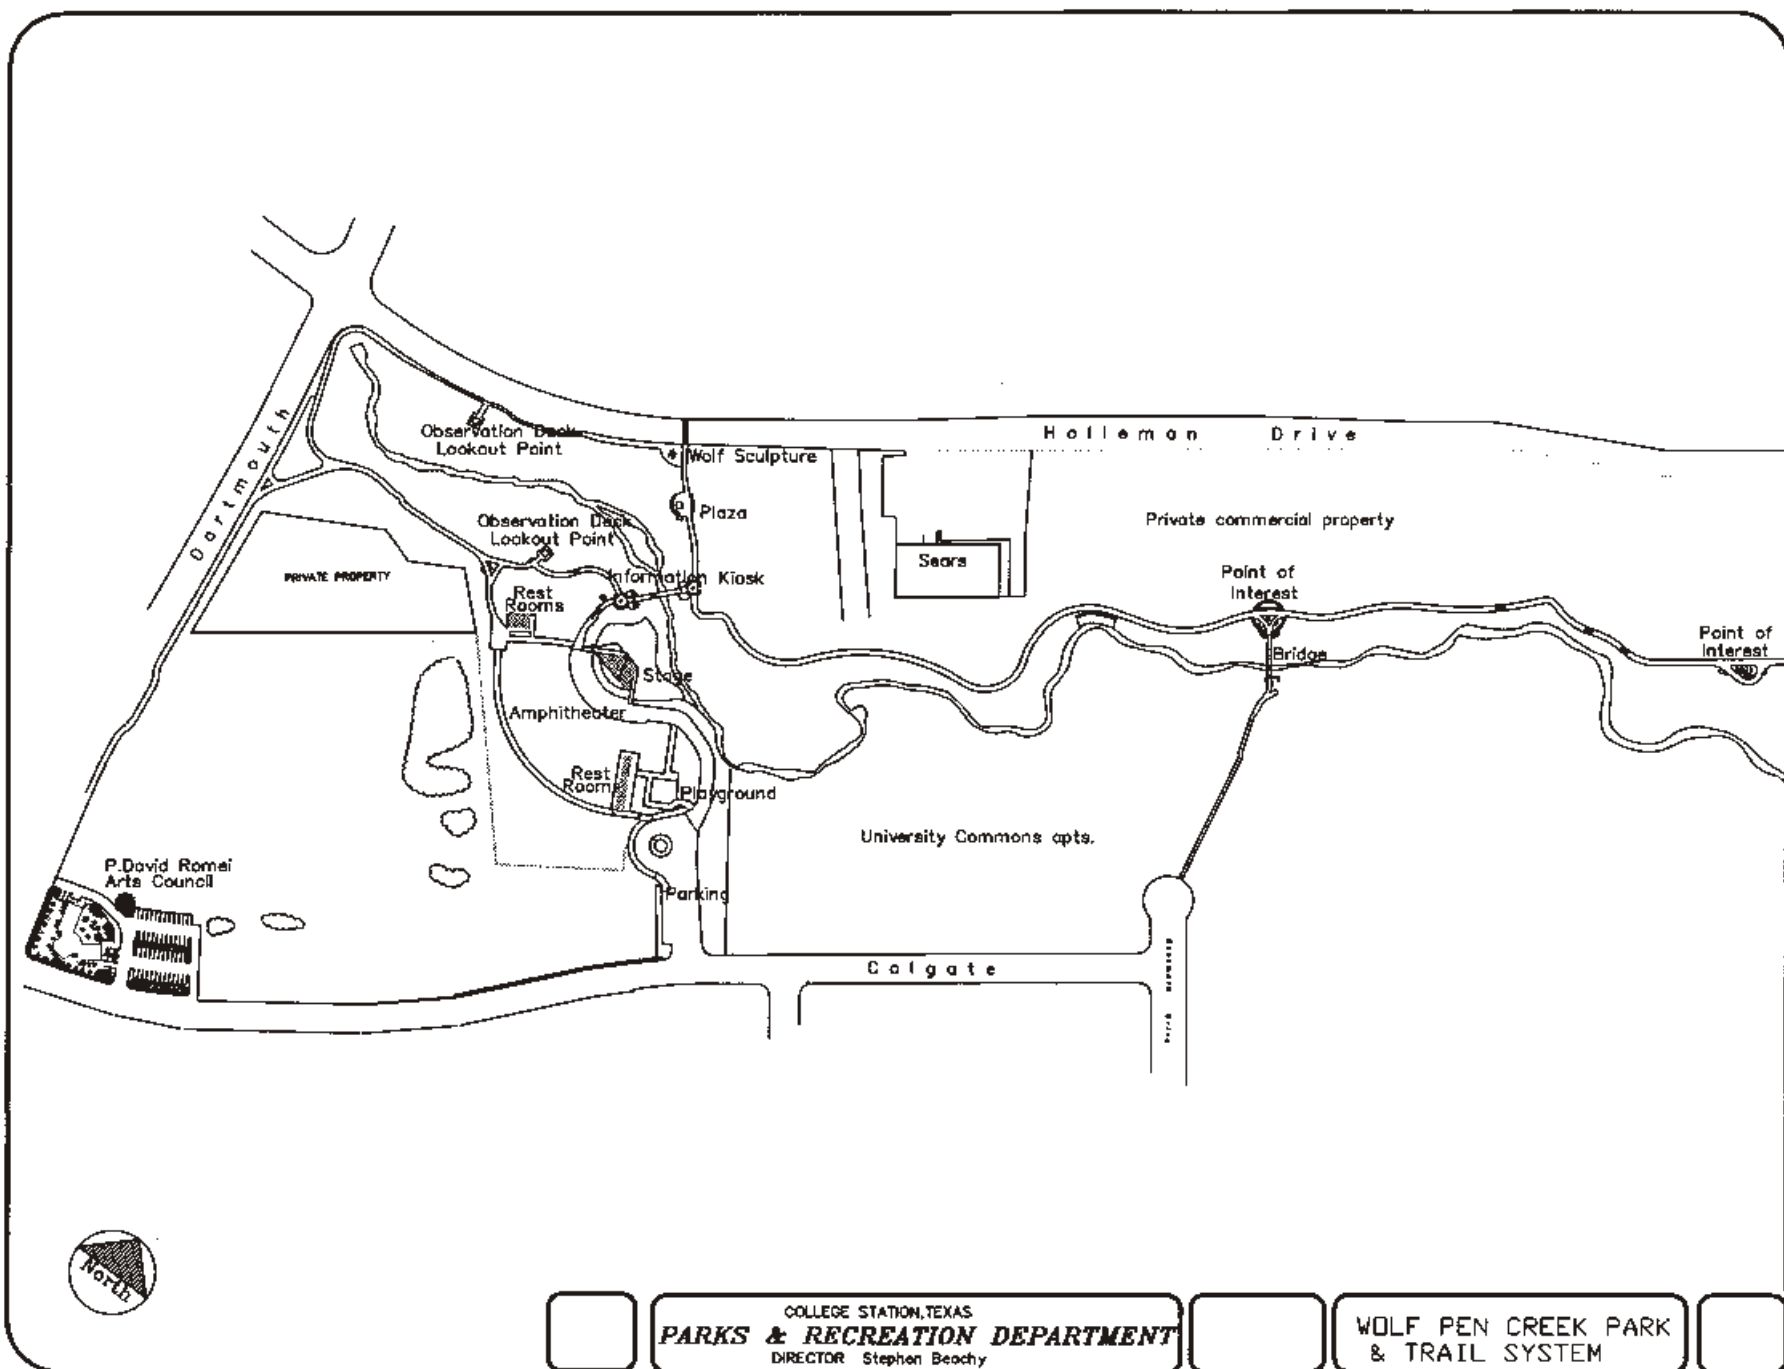 Holleman Drive
Dartmouth
Observation Deck
Lookout Point
Wolf Sculpture
Plaza
Private commercial property
Observation Deck
Lookout Point
Sears
PRIVATE PROPERTY
Information Kiosk
Point of
Interest
Rest
Rooms
Point of
Interest
Bridge
Stage
Amphitheater
Rest
Rooms
Playground
University Commons apts.
P.David Romei
Arts Council
Parking
Colgate
North
COLLEGE STATION,TEXAS
PARKS & RECREATION DEPARTMENT
DIRECTOR Stephen Beachy
WOLF PEN CREEK PARK
& TRAIL SYSTEM